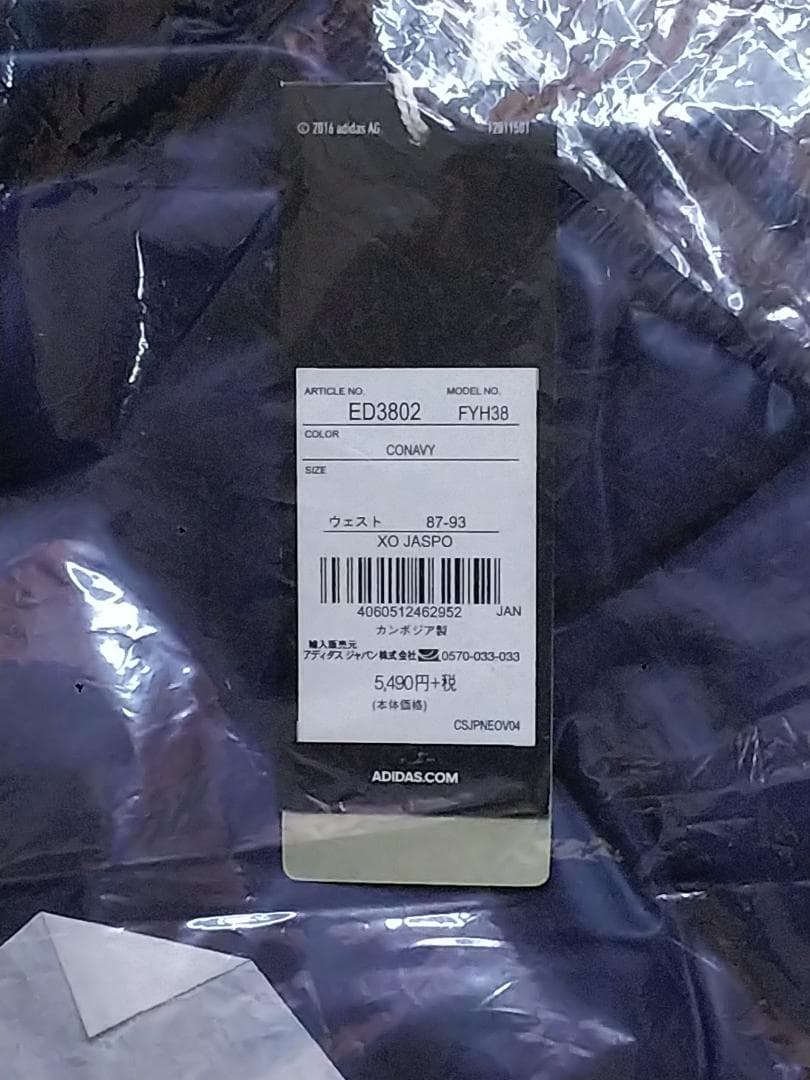 © 2016 adidas AG 12011501
ARTICLE NO. MODEL NO.
ED3802 FYH38
COLOR
CONAVY
SIZE
ウェスト 87-93
XO JASPO
4060512462952 JAN
カンボジア製
輸入販売元
アディダス ジャパン株式会社 0570-033-033
5,490円+税
(本体価格)
CSJPNEOV04
ADIDAS.COM